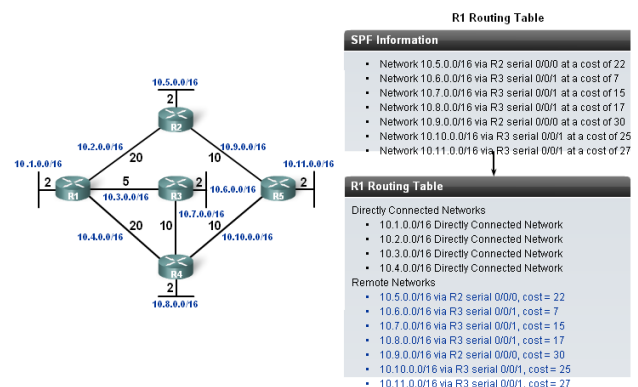 R1 Routing Table
SPF Information
Network 10.5.0.0/16 via R2 serial 0/0/0 at a cost of 22
Network 10.6.0.0/16 via R3 serial 0/0/1 at a cost of 7
Network 10.7.0.0/16 via R3 serial 0/0/1 at a cost of 15
Network 10.8.0.0/16 via R3 serial 0/0/1 at a cost of 17
Network 10.9.0.0/16 via R2 serial 0/0/0 at a cost of 30
Network 10.10.0.0/16 via R3 serial 0/0/1 at a cost of 25
Network 10.11.0.0/16 via R3 serial 0/0/1 at a cost of 27
R1 Routing Table
Directly Connected Networks
10.1.0.0/16 Directly Connected Network
10.2.0.0/16 Directly Connected Network
10.3.0.0/16 Directly Connected Network
10.4.0.0/16 Directly Connected Network
Remote Networks
10.5.0.0/16 via R2 serial 0/0/0, cost = 22
10.6.0.0/16 via R3 serial 0/0/1, cost = 7
10.7.0.0/16 via R3 serial 0/0/1, cost = 15
10.8.0.0/16 via R3 serial 0/0/1, cost = 17
10.9.0.0/16 via R2 serial 0/0/0, cost = 30
10.10.0.0/16 via R3 serial 0/0/1, cost = 25
10.11.0.0/16 via R3 serial 0/0/1, cost = 27
10.5.0.0/16
2
R2
10.2.0.0/16
10.9.0.0/16
20
10
10.1.0.0/16
10.11.0.0/16
2
R1
5
10.3.0.0/16
R3
2
10.6.0.0/16
R5
2
10.7.0.0/16
20
10
10
10.4.0.0/16
10.10.0.0/16
R4
2
10.8.0.0/16